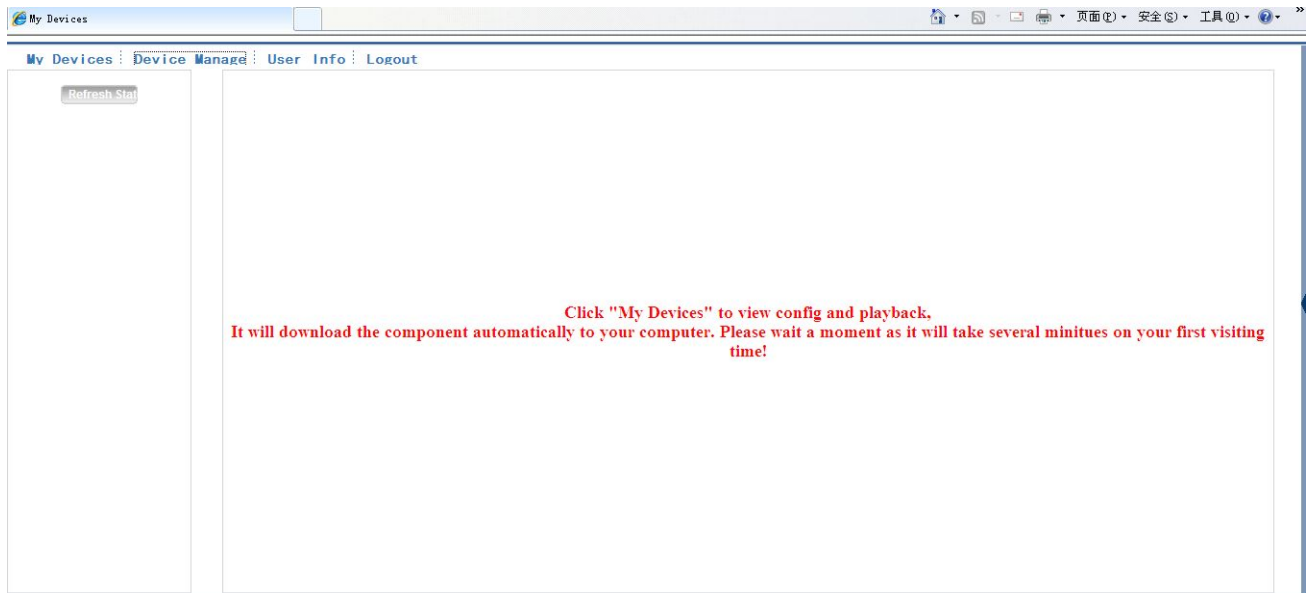 My Devices
页面(P) 安全(S) 工具(O) »
My Devices Device Manage User Info Logout
Refresh Stat
Click "My Devices" to view config and playback,
It will download the component automatically to your computer. Please wait a moment as it will take several minitues on your first visiting
time!